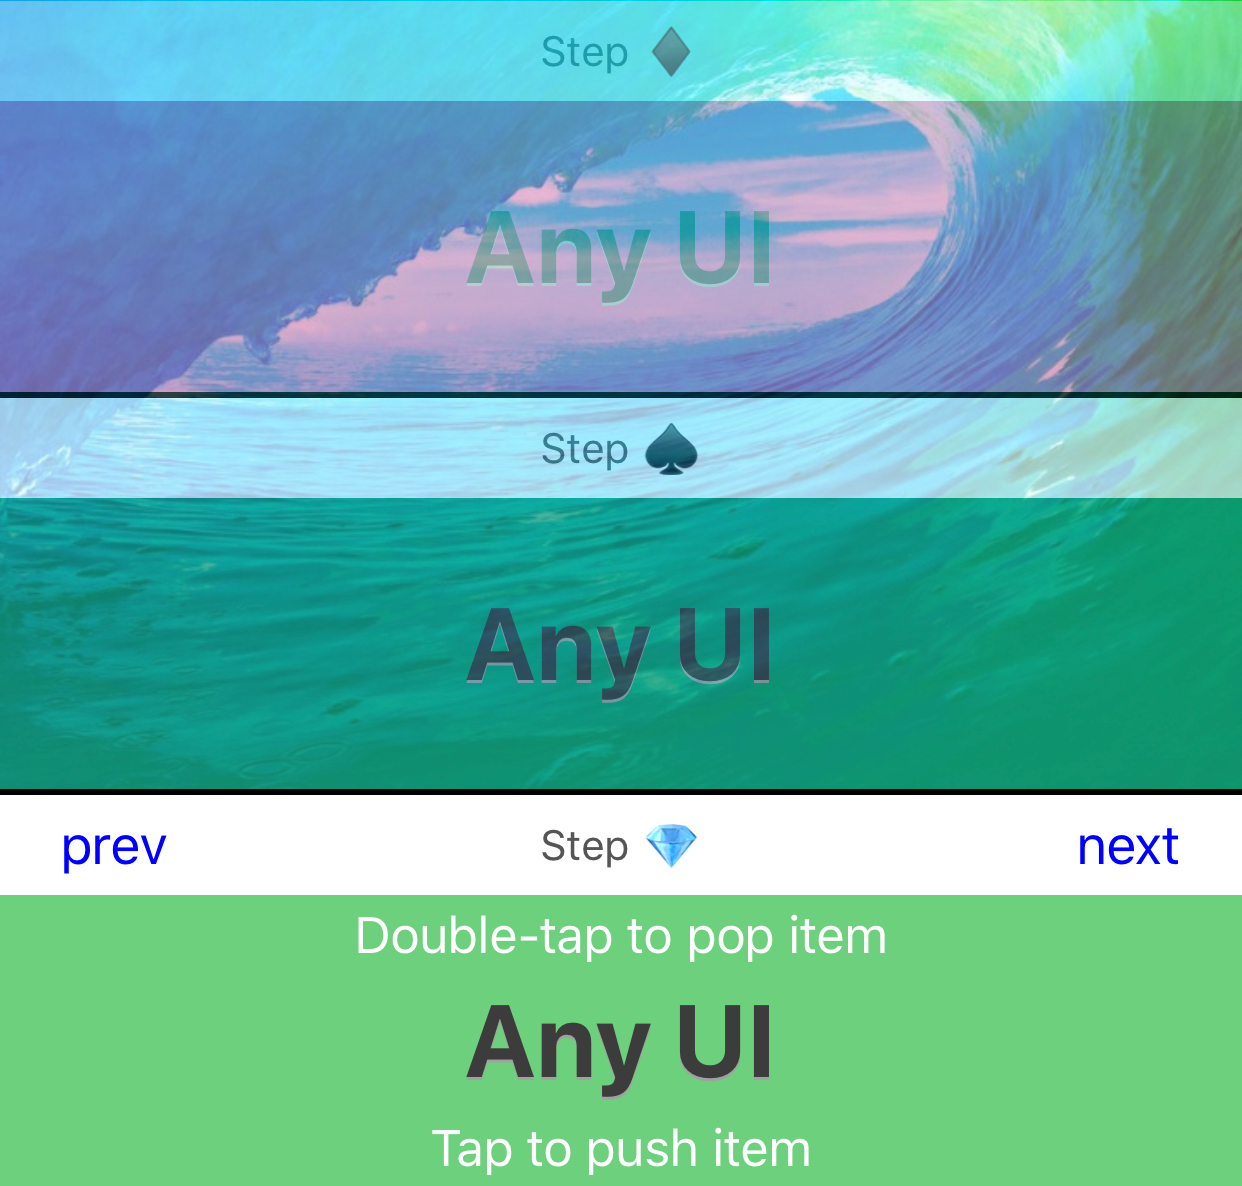 Step ♦️
Any UI
Step ♠️
Any UI
prev Step 💎 next
Double-tap to pop item
Any UI
Tap to push item